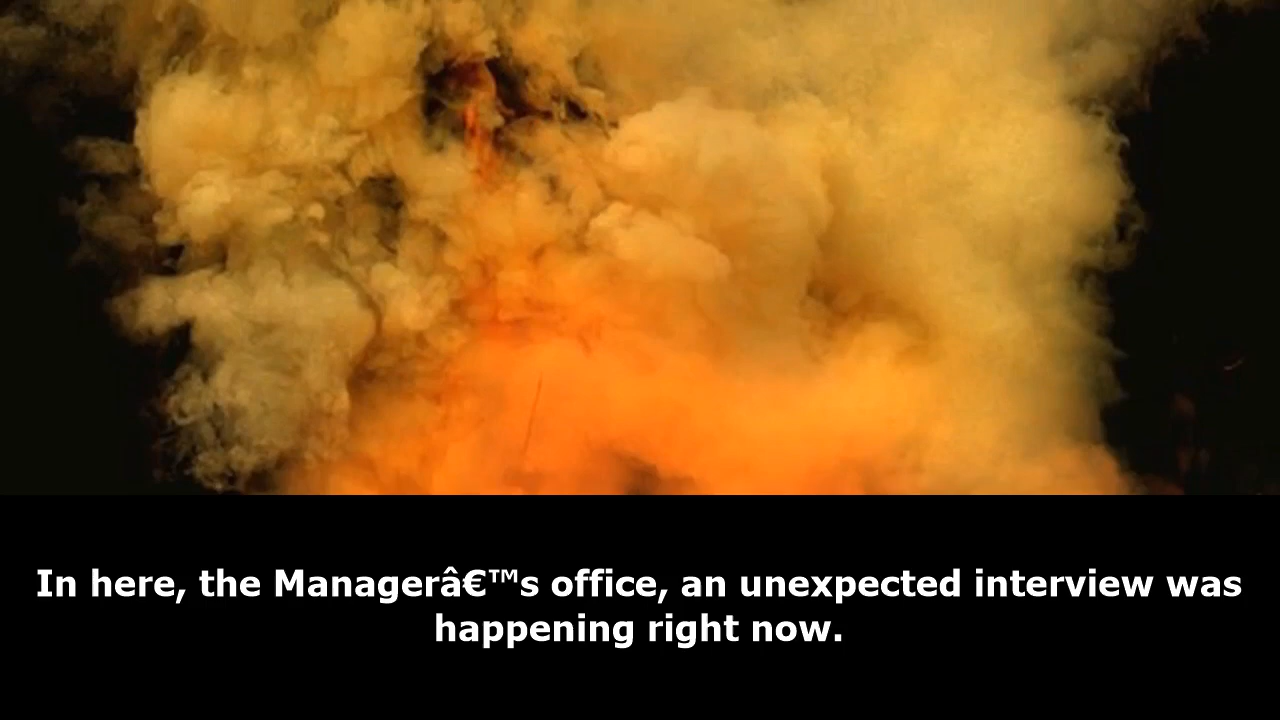 In here, the Managerâ€™s office, an unexpected interview was
happening right now.